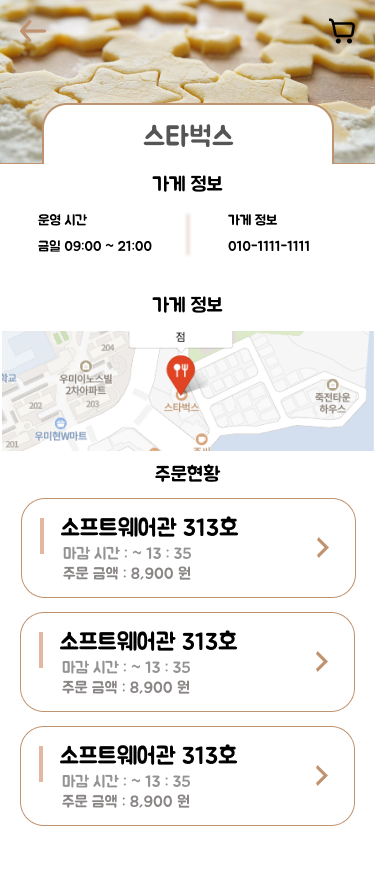 스타벅스
가게 정보
운영 시간
가게 정보
금일 09:00 ~ 21:00
010-1111-1111
가게 정보
점
204
학교
우미이노스빌
2차아파트
202
203
죽전타운
하우스
스타벅스
우미현W마트
201
주문현황
소프트웨어관 313호
마감 시간 : ~ 13 : 35
주문 금액 : 8,900 원
소프트웨어관 313호
마감 시간 : ~ 13 : 35
주문 금액 : 8,900 원
소프트웨어관 313호
마감 시간 : ~ 13 : 35
주문 금액 : 8,900 원